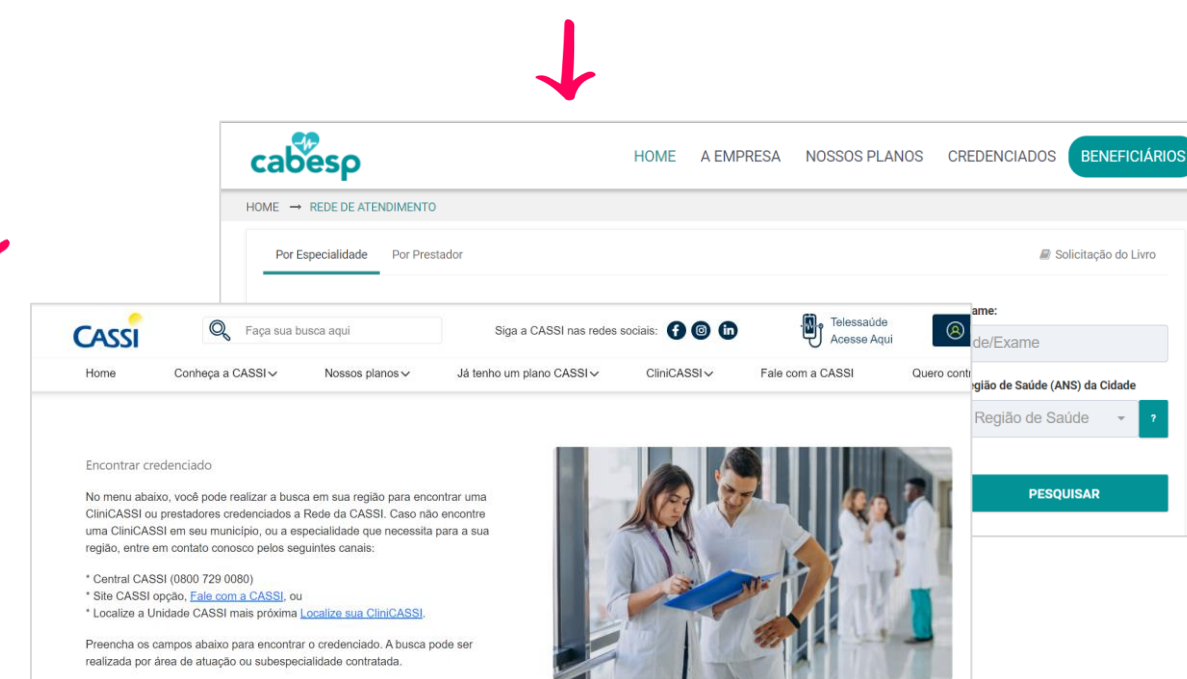 cabesp
HOME A EMPRESA NOSSOS PLANOS CREDENCIADOS BENEFICIÁRIOS
HOME → REDE DE ATENDIMENTO
Por Especialidade Por Prestador Solicitação do Livro
ame:
de/Exame
egião de Saúde (ANS) da Cidade
Região de Saúde ?
PESQUISAR
CASSI Faça sua busca aqui Siga a CASSI nas redes sociais: Telessaúde
Acesse Aqui
Home Conheça a CASSI Nossos planos Já tenho um plano CASSI CliniCASSI Fale com a CASSI Quero contr
Encontrar credenciado
No menu abaixo, você pode realizar a busca em sua região para encontrar uma
CliniCASSI ou prestadores credenciados a Rede da CASSI. Caso não encontre
uma CliniCASSI em seu município, ou a especialidade que necessita para a sua
região, entre em contato conosco pelos seguintes canais:
* Central CASSI (0800 729 0080)
* Site CASSI opção, Fale com a CASSI, ou
* Localize a Unidade CASSI mais próxima Localize sua CliniCASSI.
Preencha os campos abaixo para encontrar o credenciado. A busca pode ser
realizada por área de atuação ou subespecialidade contratada.